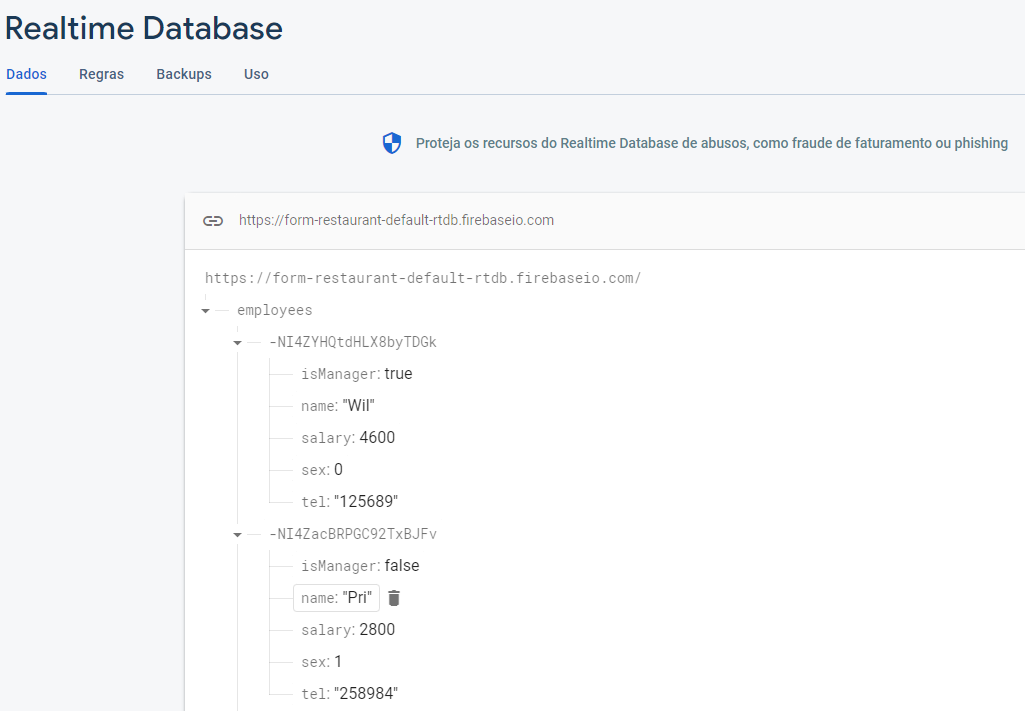 Realtime Database
Dados Regras Backups Uso
Proteja os recursos do Realtime Database de abusos, como fraude de faturamento ou phishing
https://form-restaurant-default-rtdb.firebaseio.com
https://form-restaurant-default-rtdb.firebaseio.com/
employees
-NI4ZYHQtdHLX8byTDGk
isManager: true
name: "Wil"
salary: 4600
sex: 0
tel: "125689"
-NI4ZacBRPGC92TxBJFv
isManager: false
name: "Pri"
salary: 2800
sex: 1
tel: "258984"